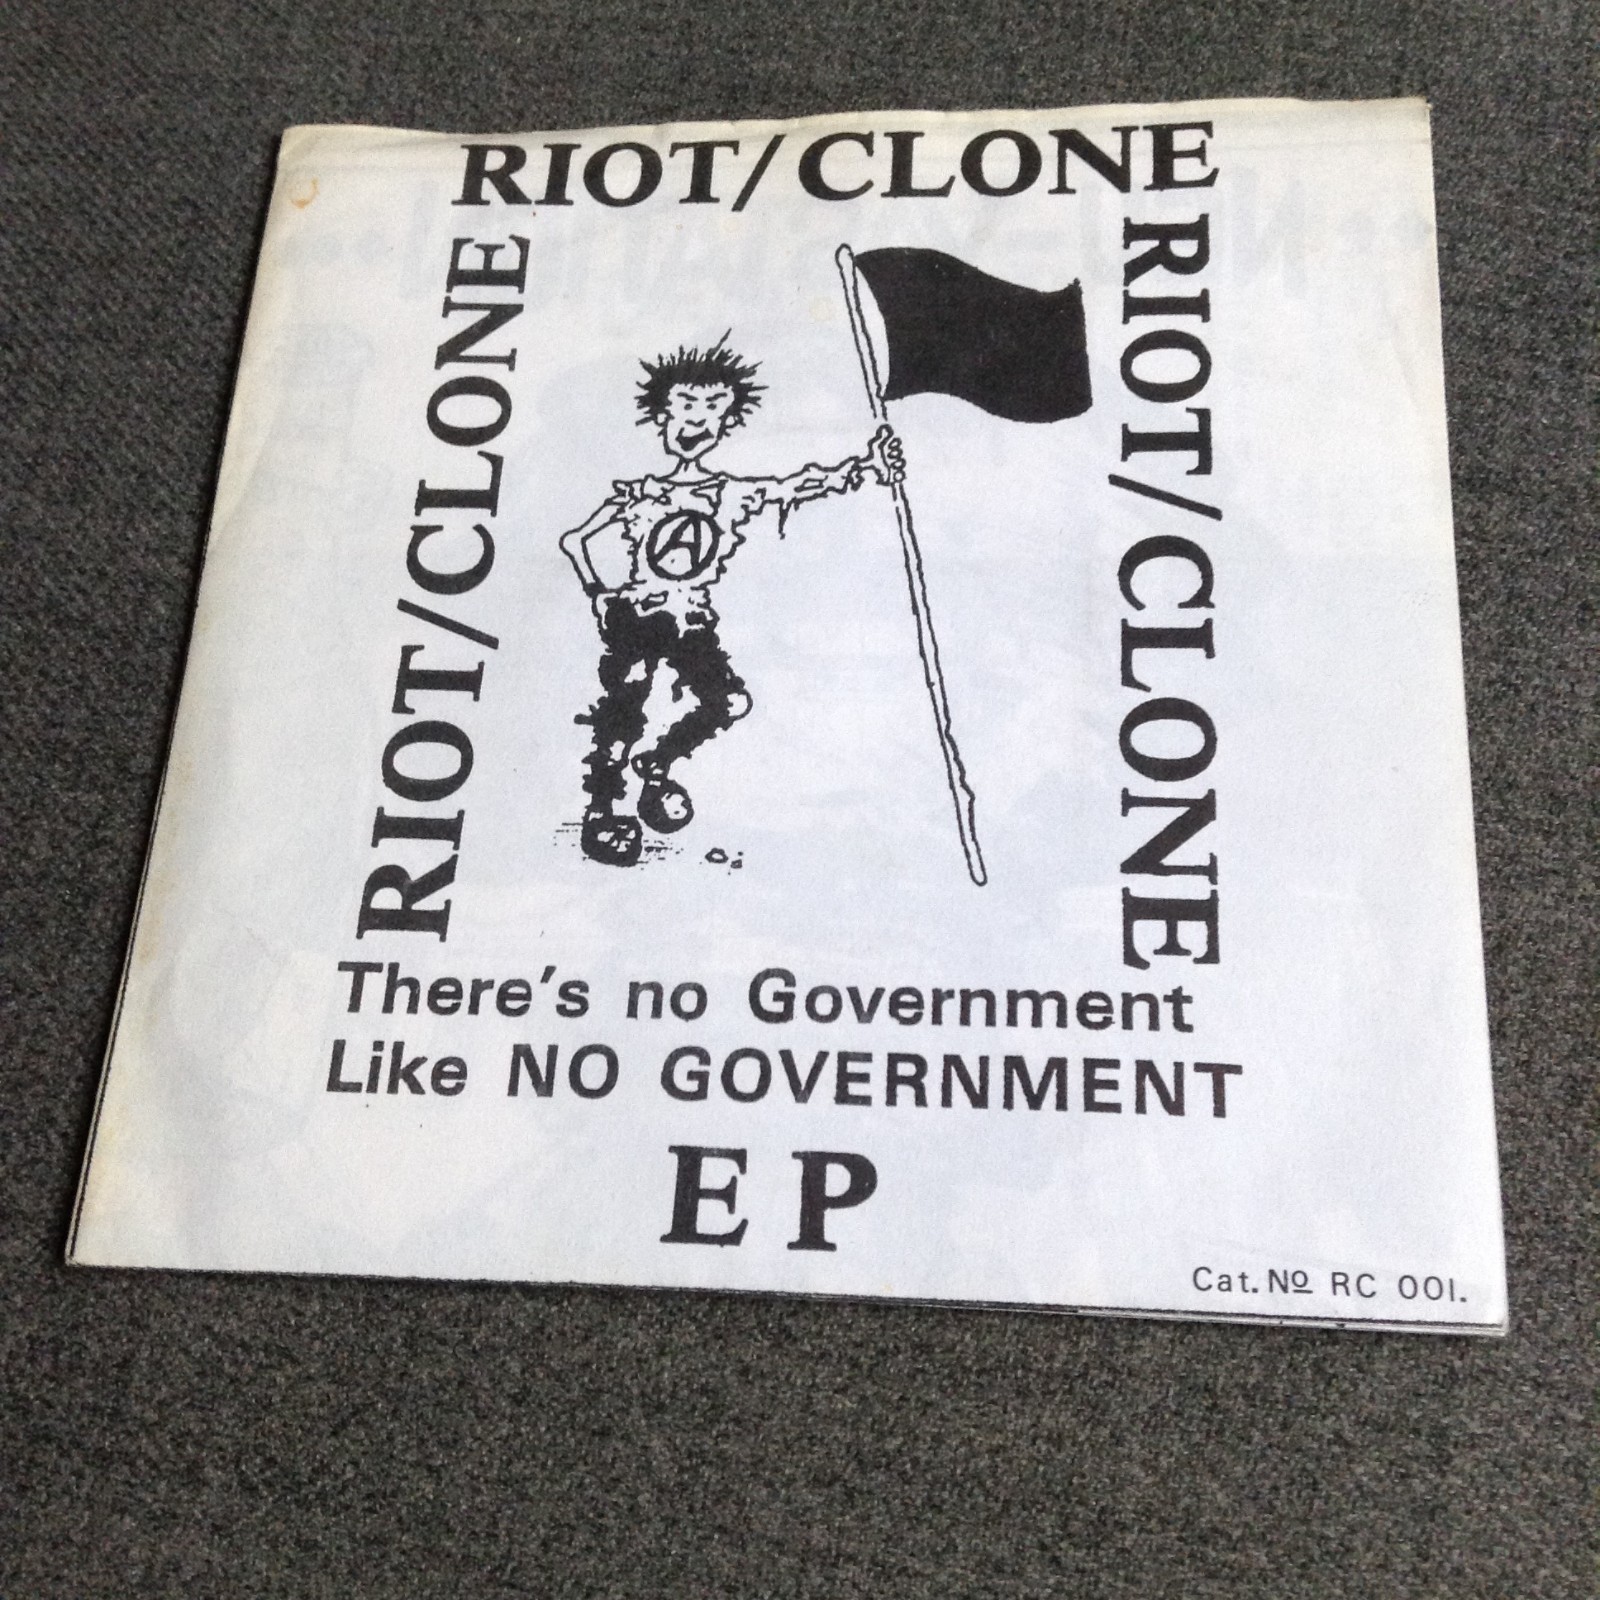 RIOT/CLONE
RIOT/CLONE
RIOT/CLONE
A
There's no Government
Like NO GOVERNMENT
EP
Cat. Nº RC 001.